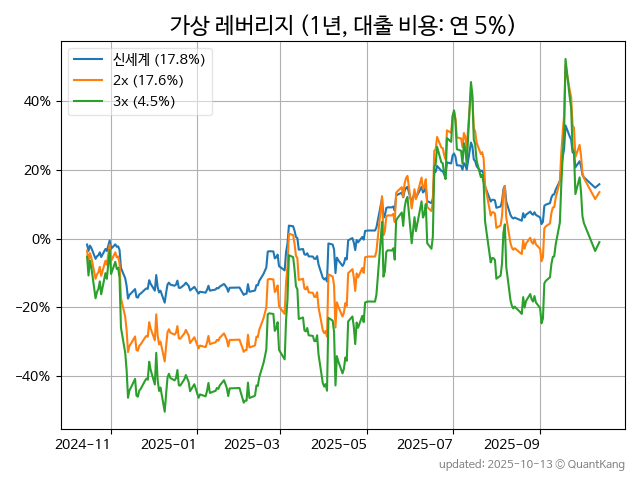 가상 레버리지 (1년, 대출 비용: 연 5%)
신세계 (17.8%)
2x (17.6%)
3x (4.5%)
40%
20%
0%
−20%
−40%
2024-11
2025-01
2025-03
2025-05
2025-07
2025-09
updated: 2025-10-13 © QuantKang